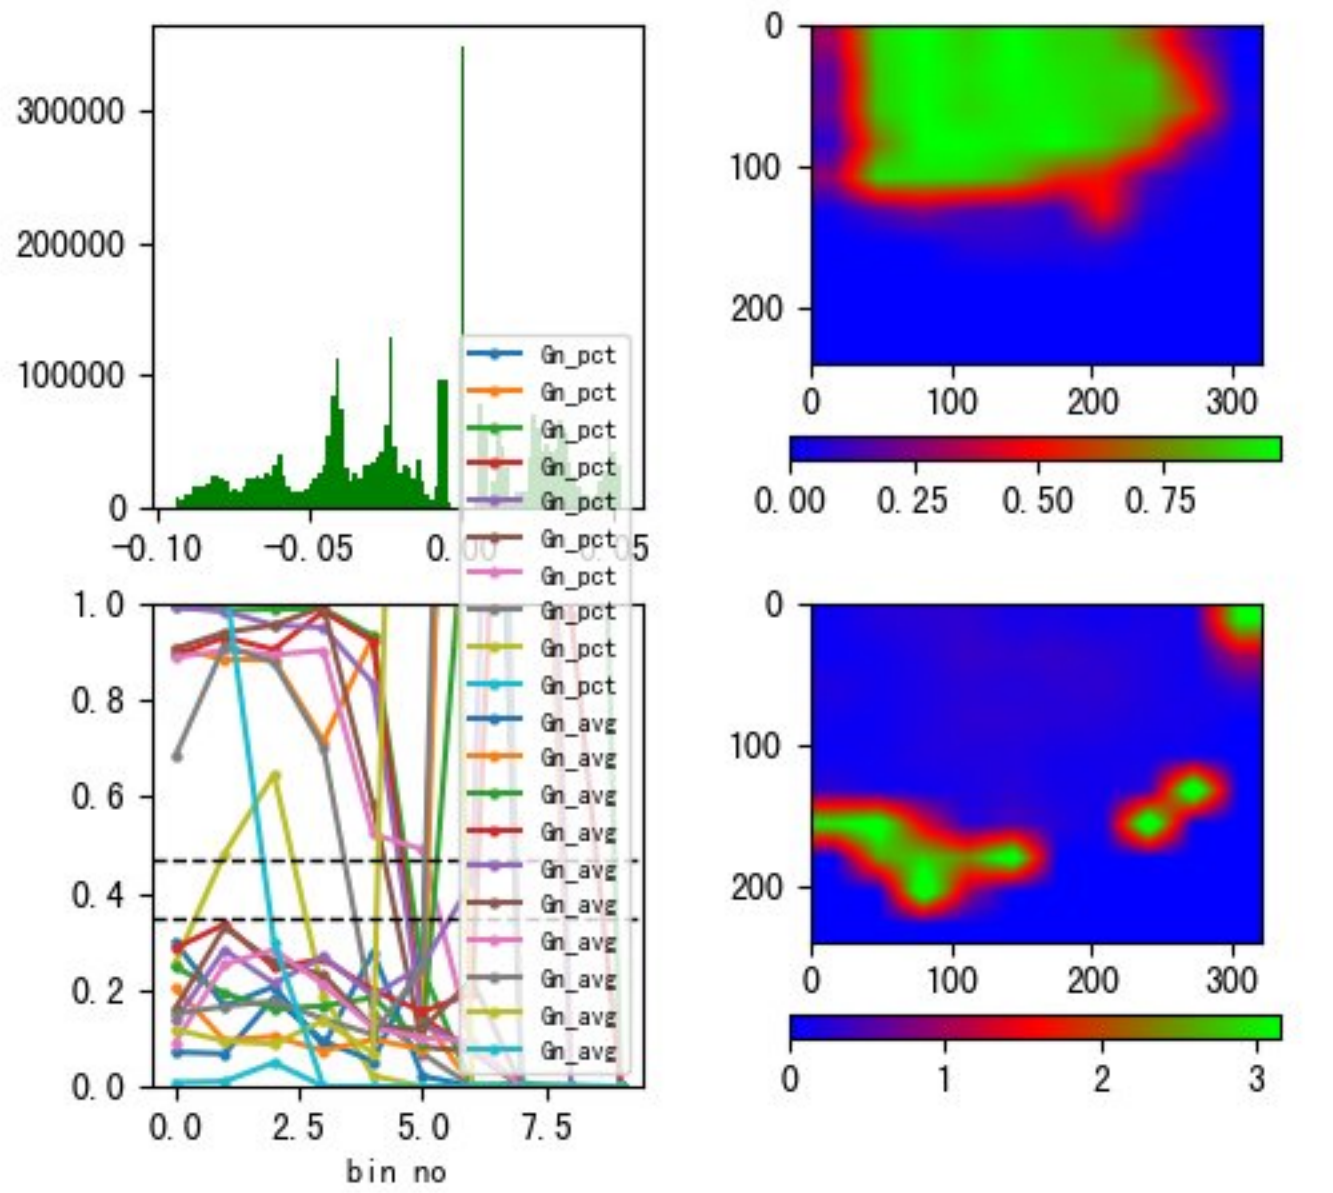 300000
200000
100000
0
-0.10 -0.05 0.00 0.05
Gn_pct
Gn_pct
Gn_pct
Gn_pct
Gn_pct
Gn_pct
Gn_pct
Gn_pct
Gn_pct
Gn_pct
Gn_avg
Gn_avg
Gn_avg
Gn_avg
Gn_avg
Gn_avg
Gn_avg
Gn_avg
Gn_avg
Gn_avg
1.0
0.8
0.6
0.4
0.2
0.0
0.0 2.5 5.0 7.5
bin no
0
100
200
0 100 200 300
0.00 0.25 0.50 0.75
0
100
200
0 100 200 300
0 1 2 3